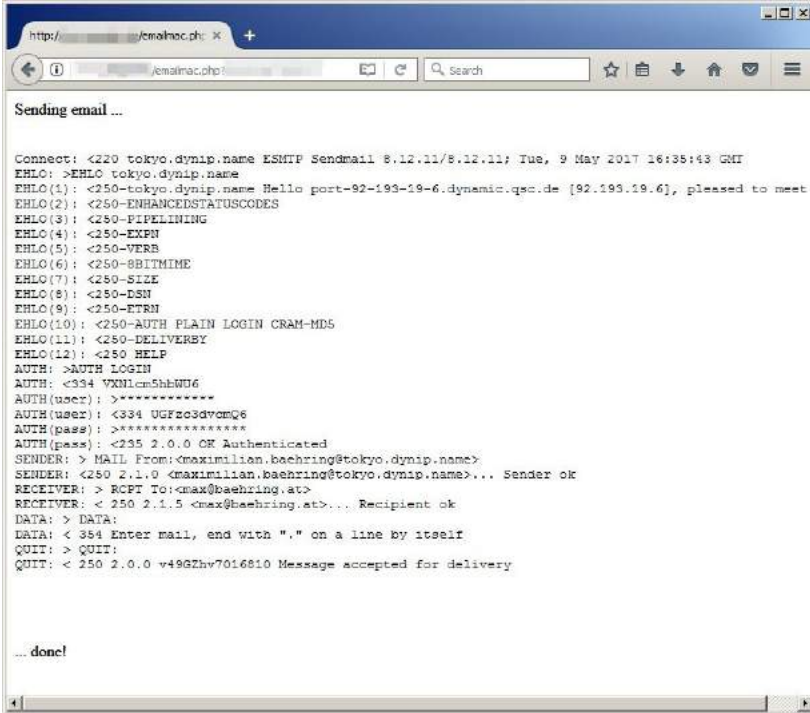 http:/ /emailmac.ph
/emailmac.php?
Search
Sending email ...
Connect: <220 tokyo.dynip.name ESMTP Sendmail 8.12.11/8.12.11; Tue, 9 May 2017 16:35:43 GMT
EHLO: >EHLO tokyo.dynip.name
EHLO(1): <250-tokyo.dynip.name Hello port-92-193-19-6.dynamic.qsc.de [92.193.19.6], pleased to meet
EHLO(2): <250-ENHANCEDSTATUSCODES
EHLO(3): <250-PIPELINING
EHLO(4): <250-EXPN
EHLO(5): <250-VERB
EHLO(6): <250-8BITMIME
EHLO(7): <250-SIZE
EHLO(8): <250-DSN
EHLO(9): <250-ETRN
EHLO(10): <250-AUTH PLAIN LOGIN CRAM-MD5
EHLO(11): <250-DELIVERBY
EHLO(12): <250 HELP
AUTH: >AUTH LOGIN
AUTH: <334 VXNlcm5hbWU6
AUTH(user): >************
AUTH(user): <334 UGFzc3dvcmQ6
AUTH(pass): >****************
AUTH(pass): <235 2.0.0 OK Authenticated
SENDER: > MAIL From:<maximilian.baehring@tokyo.dynip.name>
SENDER: <250 2.1.0 <maximilian.baehring@tokyo.dynip.name>... Sender ok
RECEIVER: > RCPT To:<max@baehring.at>
RECEIVER: < 250 2.1.5 <max@baehring.at>... Recipient ok
DATA: > DATA:
DATA: < 354 Enter mail, end with "." on a line by itself
QUIT: > QUIT:
QUIT: < 250 2.0.0 v49GZhv7016810 Message accepted for delivery
... done!